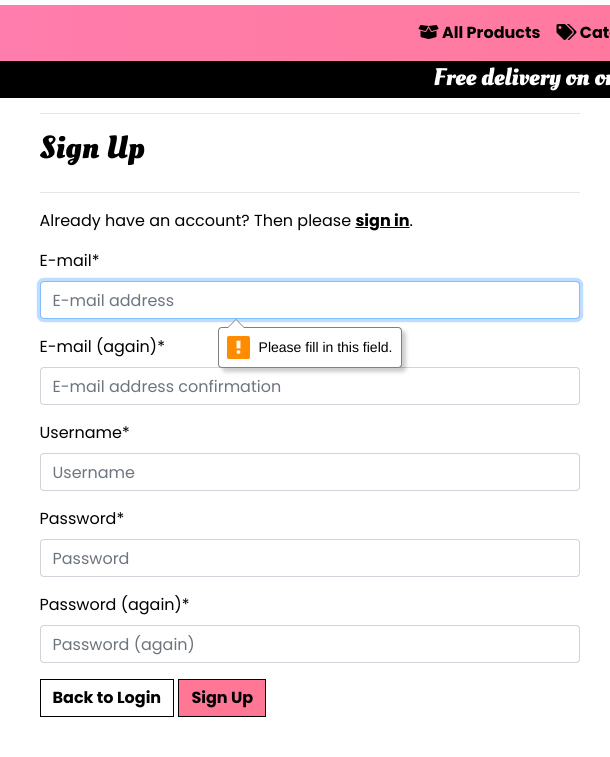 All Products
Free delivery on
Sign Up
Already have an account? Then please sign in.
E-mail*
E-mail address
Please fill in this field.
E-mail (again)*
E-mail address confirmation
Username*
Username
Password*
Password
Password (again)*
Password (again)
Back to Login Sign Up